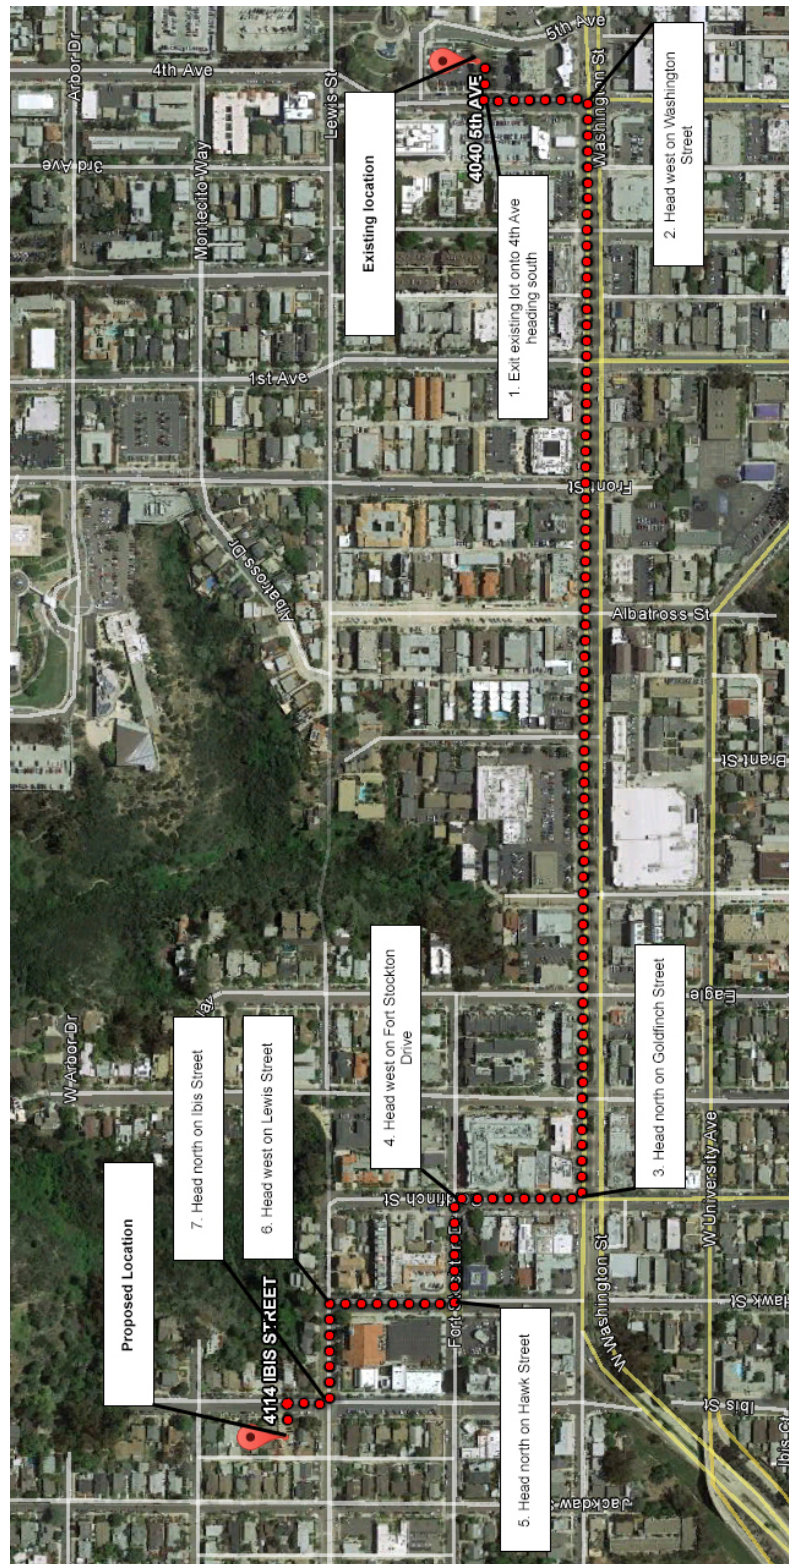 Arbor Dr
4th Ave
3rd Ave
Montecito Way
Lewis St
5th Ave
4040 5th AVE
Washington St
Existing location
1. Exit existing lot onto 4th Ave
heading south
2. Head west on Washington
Street
1st Ave
Front St
Albatross Dr
Albatross St
Brant St
Eagle
W Arbor Dr
W University Ave
3. Head north on Goldfinch Street
4. Head west on Fort Stockton
Drive
5. Head north on Hawk Street
6. Head west on Lewis Street
7. Head north on Ibis Street
Proposed Location
4114 IBIS STREET
Hawk St
W Washington St
Ibis St
Ibis Ct
Jackdaw